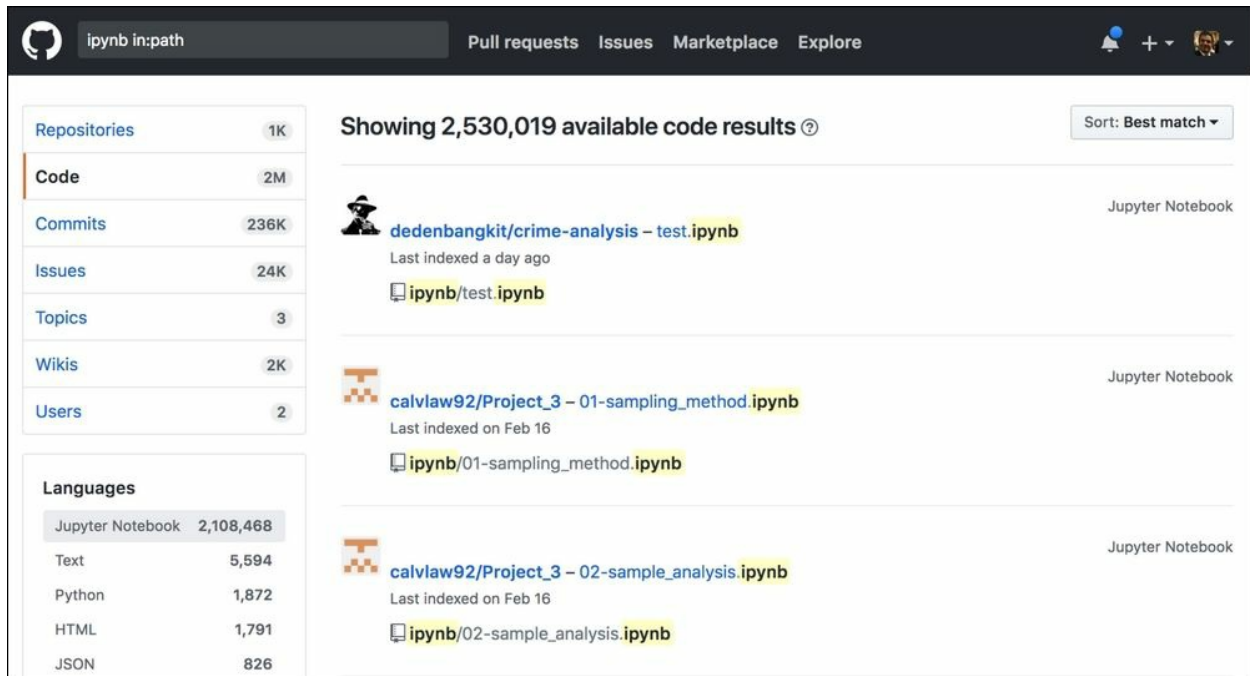 ipynb in:path
Pull requests Issues Marketplace Explore
Repositories 1K
Code 2M
Commits 236K
Issues 24K
Topics 3
Wikis 2K
Users 2
Languages
Jupyter Notebook 2,108,468
Text 5,594
Python 1,872
HTML 1,791
JSON 826
Showing 2,530,019 available code results
Sort: Best match
dedenbangkit/crime-analysis – test.ipynb
Jupyter Notebook
Last indexed a day ago
ipynb/test.ipynb
calvlaw92/Project_3 – 01-sampling_method.ipynb
Jupyter Notebook
Last indexed on Feb 16
ipynb/01-sampling_method.ipynb
calvlaw92/Project_3 – 02-sample_analysis.ipynb
Jupyter Notebook
Last indexed on Feb 16
ipynb/02-sample_analysis.ipynb